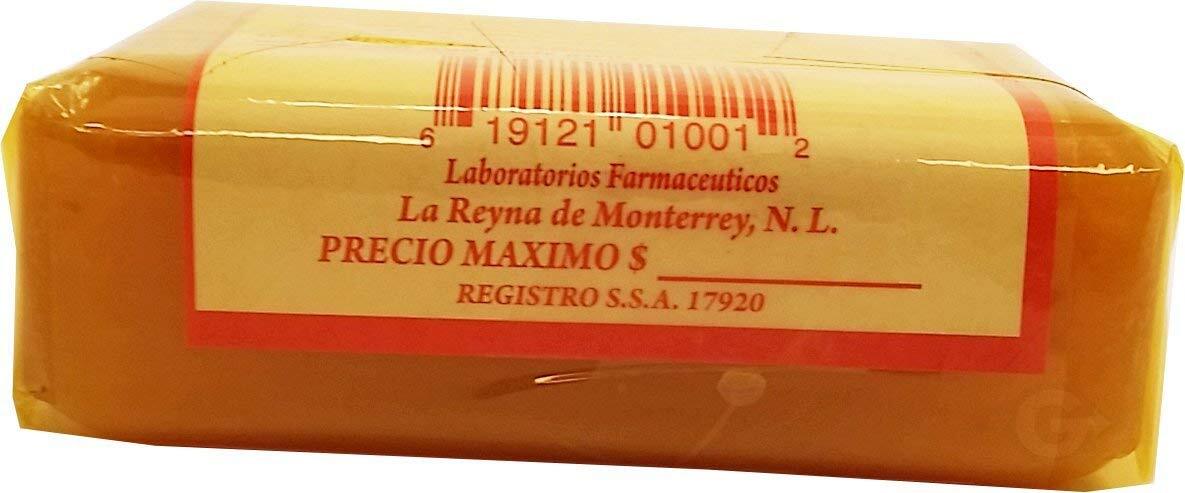 6 19121 01001 2
Laboratorios Farmaceuticos
La Reyna de Monterrey, N. L.
PRECIO MAXIMO $
REGISTRO S.S.A. 17920
G